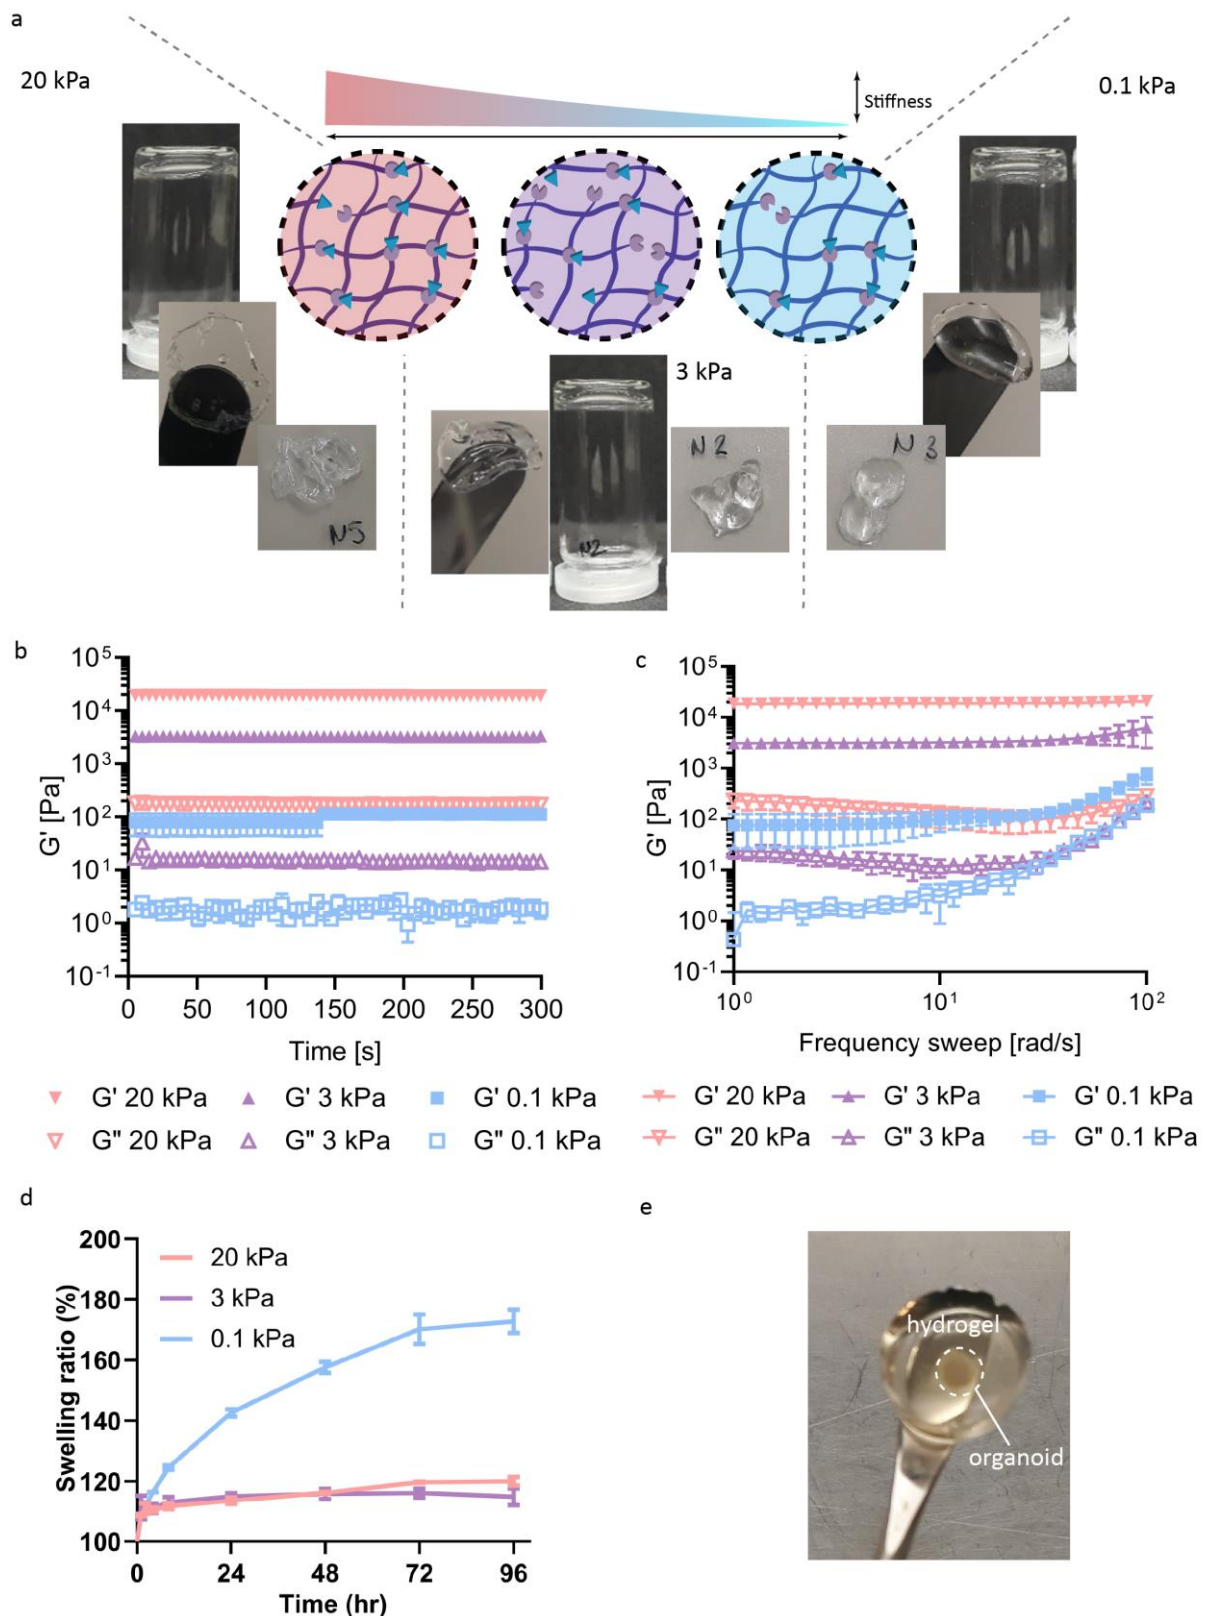 a
20 kPa
Stiffness
0.1 kPa
3 kPa
N5
N2
N2
N3
b
10⁵
10⁴
10³
10²
10¹
10⁰
10⁻¹
G' [Pa]
0 50 100 150 200 250 300
Time [s]
▼ G' 20 kPa ▲ G' 3 kPa ■ G' 0.1 kPa
▽ G" 20 kPa △ G" 3 kPa □ G" 0.1 kPa
c
10⁵
10⁴
10³
10²
10¹
10⁰
10⁻¹
G' [Pa]
10⁰ 10¹ 10²
Frequency sweep [rad/s]
G' 20 kPa G' 3 kPa G' 0.1 kPa
G" 20 kPa G" 3 kPa G" 0.1 kPa
d
200
180
160
140
120
100
Swelling ratio (%)
20 kPa
3 kPa
0.1 kPa
0 24 48 72 96
Time (hr)
e
hydrogel
organoid